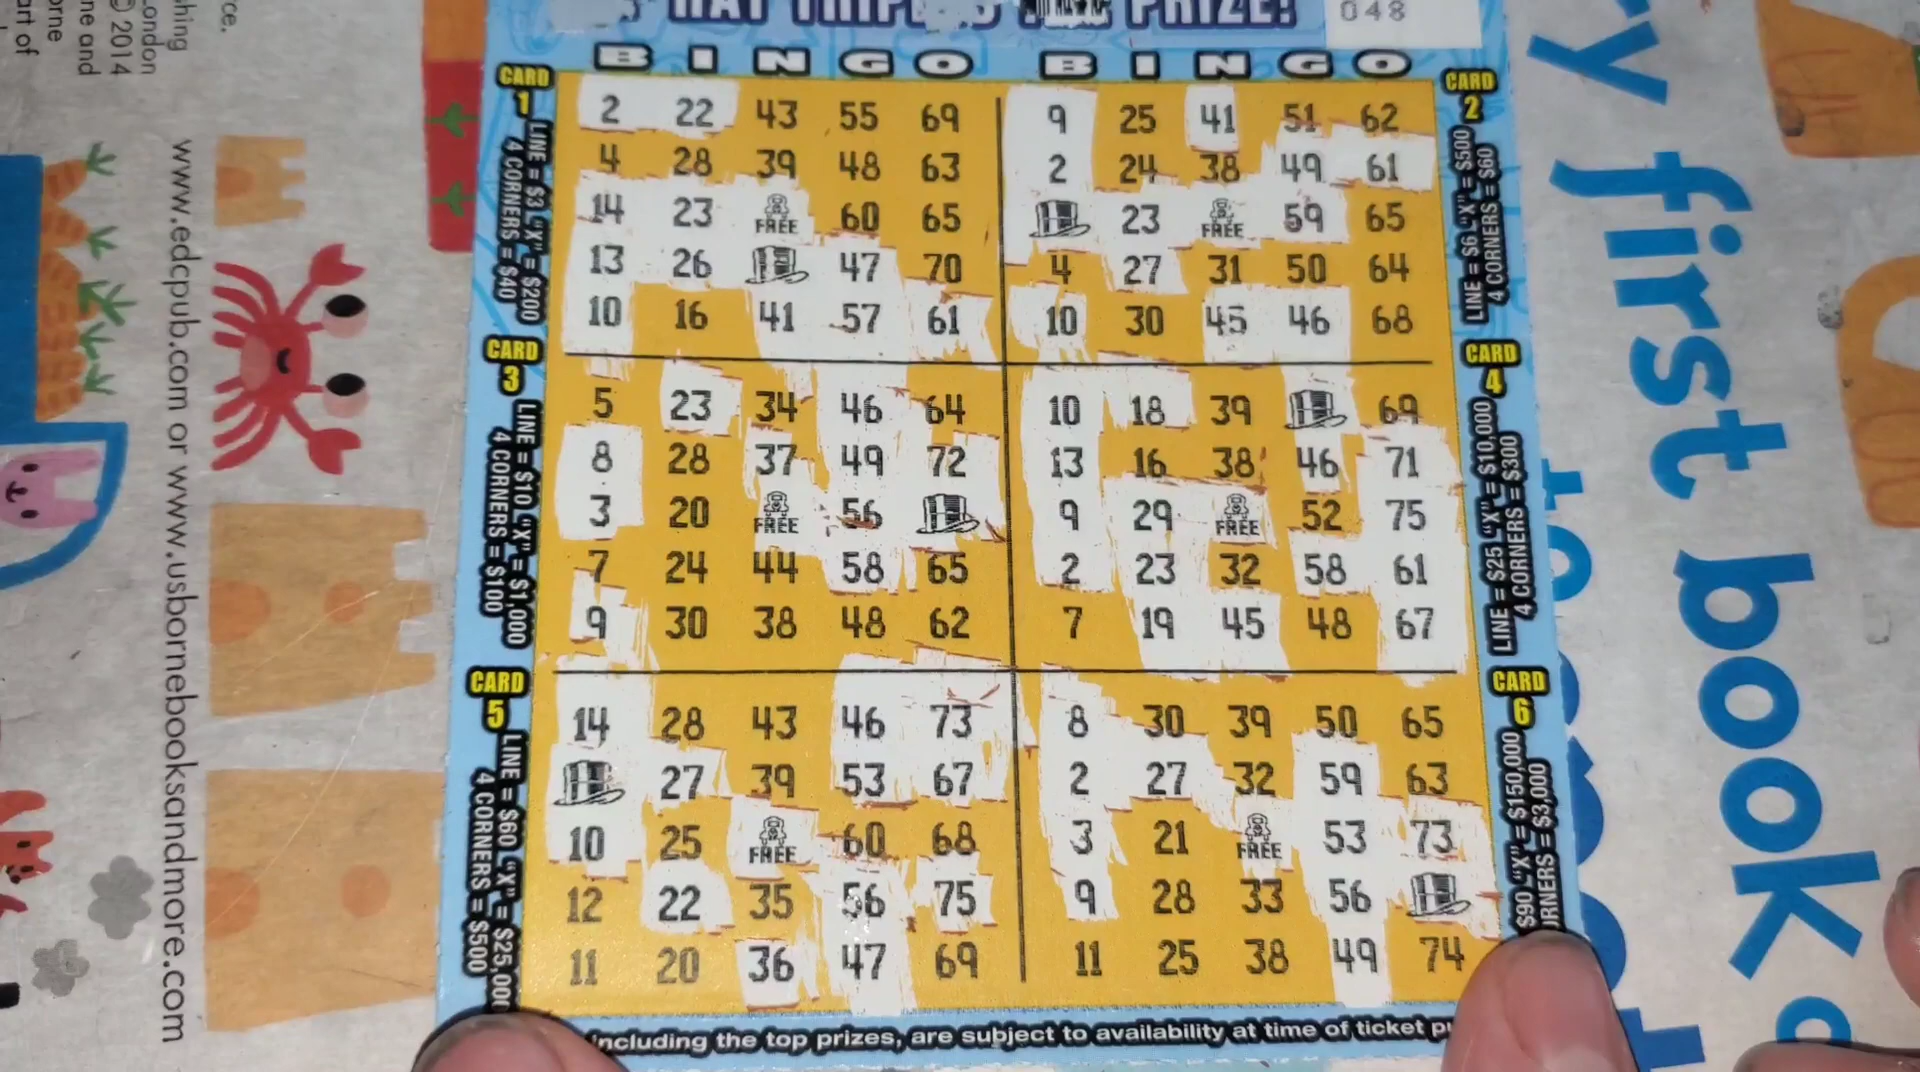 PRIZE!
048
B I N G O B I N G O
CARD 1
LINE = $3 "X" = $200
4 CORNERS = $40
2 22 43 55 69
4 28 39 48 63
14 23 FREE 60 65
13 26 47 70
10 16 41 57 61
CARD 2
LINE = $6 "X" = $500
4 CORNERS = $60
9 25 41 51 62
2 24 38 49 61
23 FREE 59 65
4 27 31 50 64
10 30 45 46 68
CARD 3
LINE = $10 "X" = $1,000
4 CORNERS = $100
5 23 34 46 64
8 28 37 49 72
3 20 FREE 56
7 24 44 58 65
9 30 38 48 62
CARD 4
LINE = $25 "X" = $10,000
4 CORNERS = $300
10 18 39 69
13 16 38 46 71
9 29 FREE 52 75
2 23 32 58 61
7 19 45 48 67
CARD 5
LINE = $60 "X" = $25,000
4 CORNERS = $500
14 28 43 46 73
27 39 53 67
10 25 FREE 60 68
12 22 35 56 75
11 20 36 47 69
CARD 6
$90 "X" = $150,000
= $3,000
8 30 39 50 65
2 27 32 59 63
3 21 FREE 53 73
9 28 33 56
11 25 38 49 74
including the top prizes, are subject to availability at time of ticket
www.edcpub.com or www.usbornebooksandmore.com
London
© 2014
ne and
art of
first book